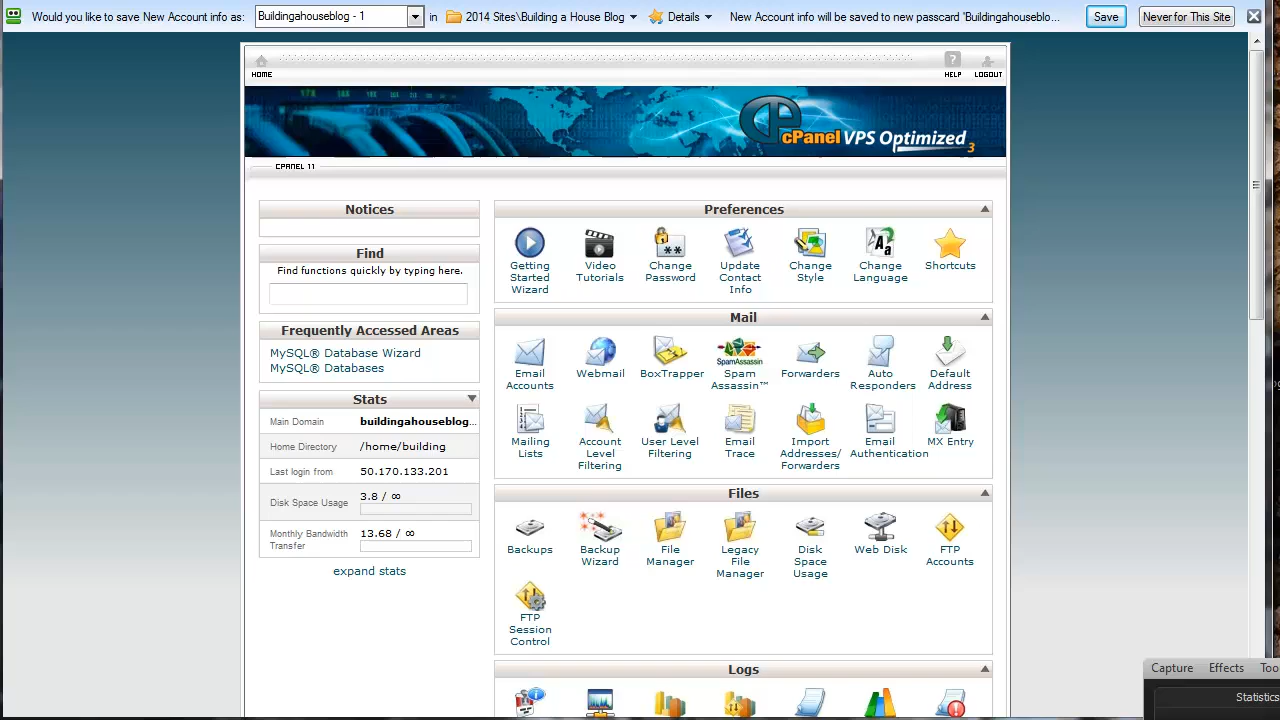 Would you like to save New Account info as: Buildingahouseblog - 1 in 2014 Sites\Building a House Blog Details New Account info will be saved to new passcard Buildingahouseblo... Save Never for This Site
HOME HELP LOGOUT
cPanel VPS Optimized 3
CPANEL 11
Notices
Find
Find functions quickly by typing here.
Frequently Accessed Areas
MySQL® Database Wizard
MySQL® Databases
Stats
Main Domain buildingahouseblog...
Home Directory /home/building
Last login from 50.170.133.201
Disk Space Usage 3.8 / ∞
Monthly Bandwidth Transfer 13.68 / ∞
expand stats
Preferences
Getting Started Wizard
Video Tutorials
Change Password
Update Contact Info
Change Style
Change Language
Shortcuts
Mail
Email Accounts
Webmail
BoxTrapper
SpamAssassin
Spam Assassin™
Forwarders
Auto Responders
Default Address
Mailing Lists
Account Level Filtering
User Level Filtering
Email Trace
Import Addresses/ Forwarders
Email Authentication
MX Entry
Files
Backups
Backup Wizard
File Manager
Legacy File Manager
Disk Space Usage
Web Disk
FTP Accounts
FTP Session Control
Logs
Capture Effects Too
Statistics